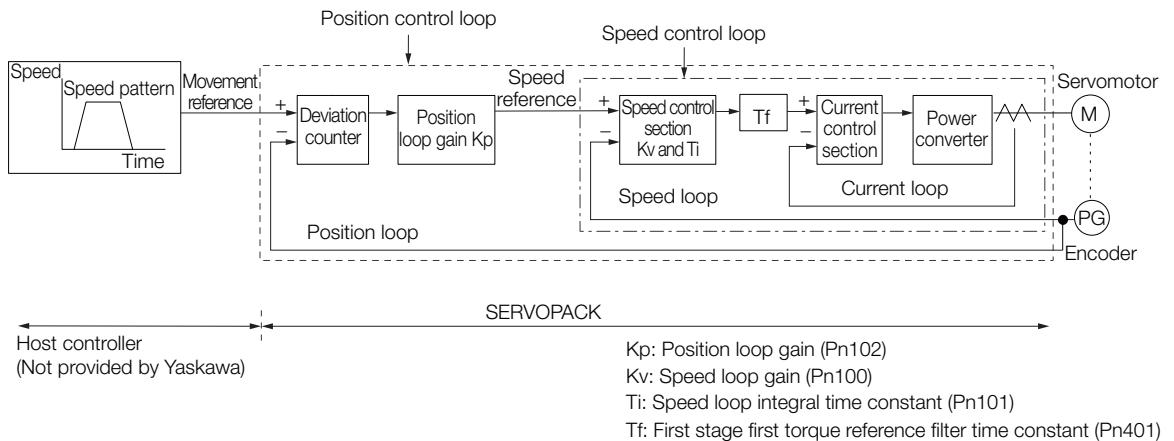 Position control loop
Speed control loop
Speed
Speed pattern
Time
Movement
reference
+
−
Deviation
counter
Position
loop gain Kp
Speed
reference
+
−
Speed control
section
Kv and Ti
Tf
+
−
Current
control
section
Power
converter
Servomotor
M
Current loop
Speed loop
Position loop
PG
Encoder
SERVOPACK
Host controller
(Not provided by Yaskawa)
Kp: Position loop gain (Pn102)
Kv: Speed loop gain (Pn100)
Ti: Speed loop integral time constant (Pn101)
Tf: First stage first torque reference filter time constant (Pn401)